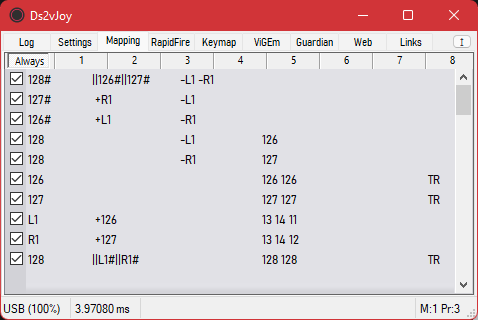 Ds2vJoy
Log Settings Mapping RapidFire Keymap ViGEm Guardian Web Links
Always 1 2 3 4 5 6 7 8
128# ||126#||127# -L1 -R1
127# +R1 -L1
126# +L1 -R1
128 -L1 126
128 -R1 127
126 126 126 TR
127 127 127 TR
L1 +126 13 14 11
R1 +127 13 14 12
128 ||L1#||R1# 128 128 TR
USB (100%) 3.97080 ms M:1 Pr:3